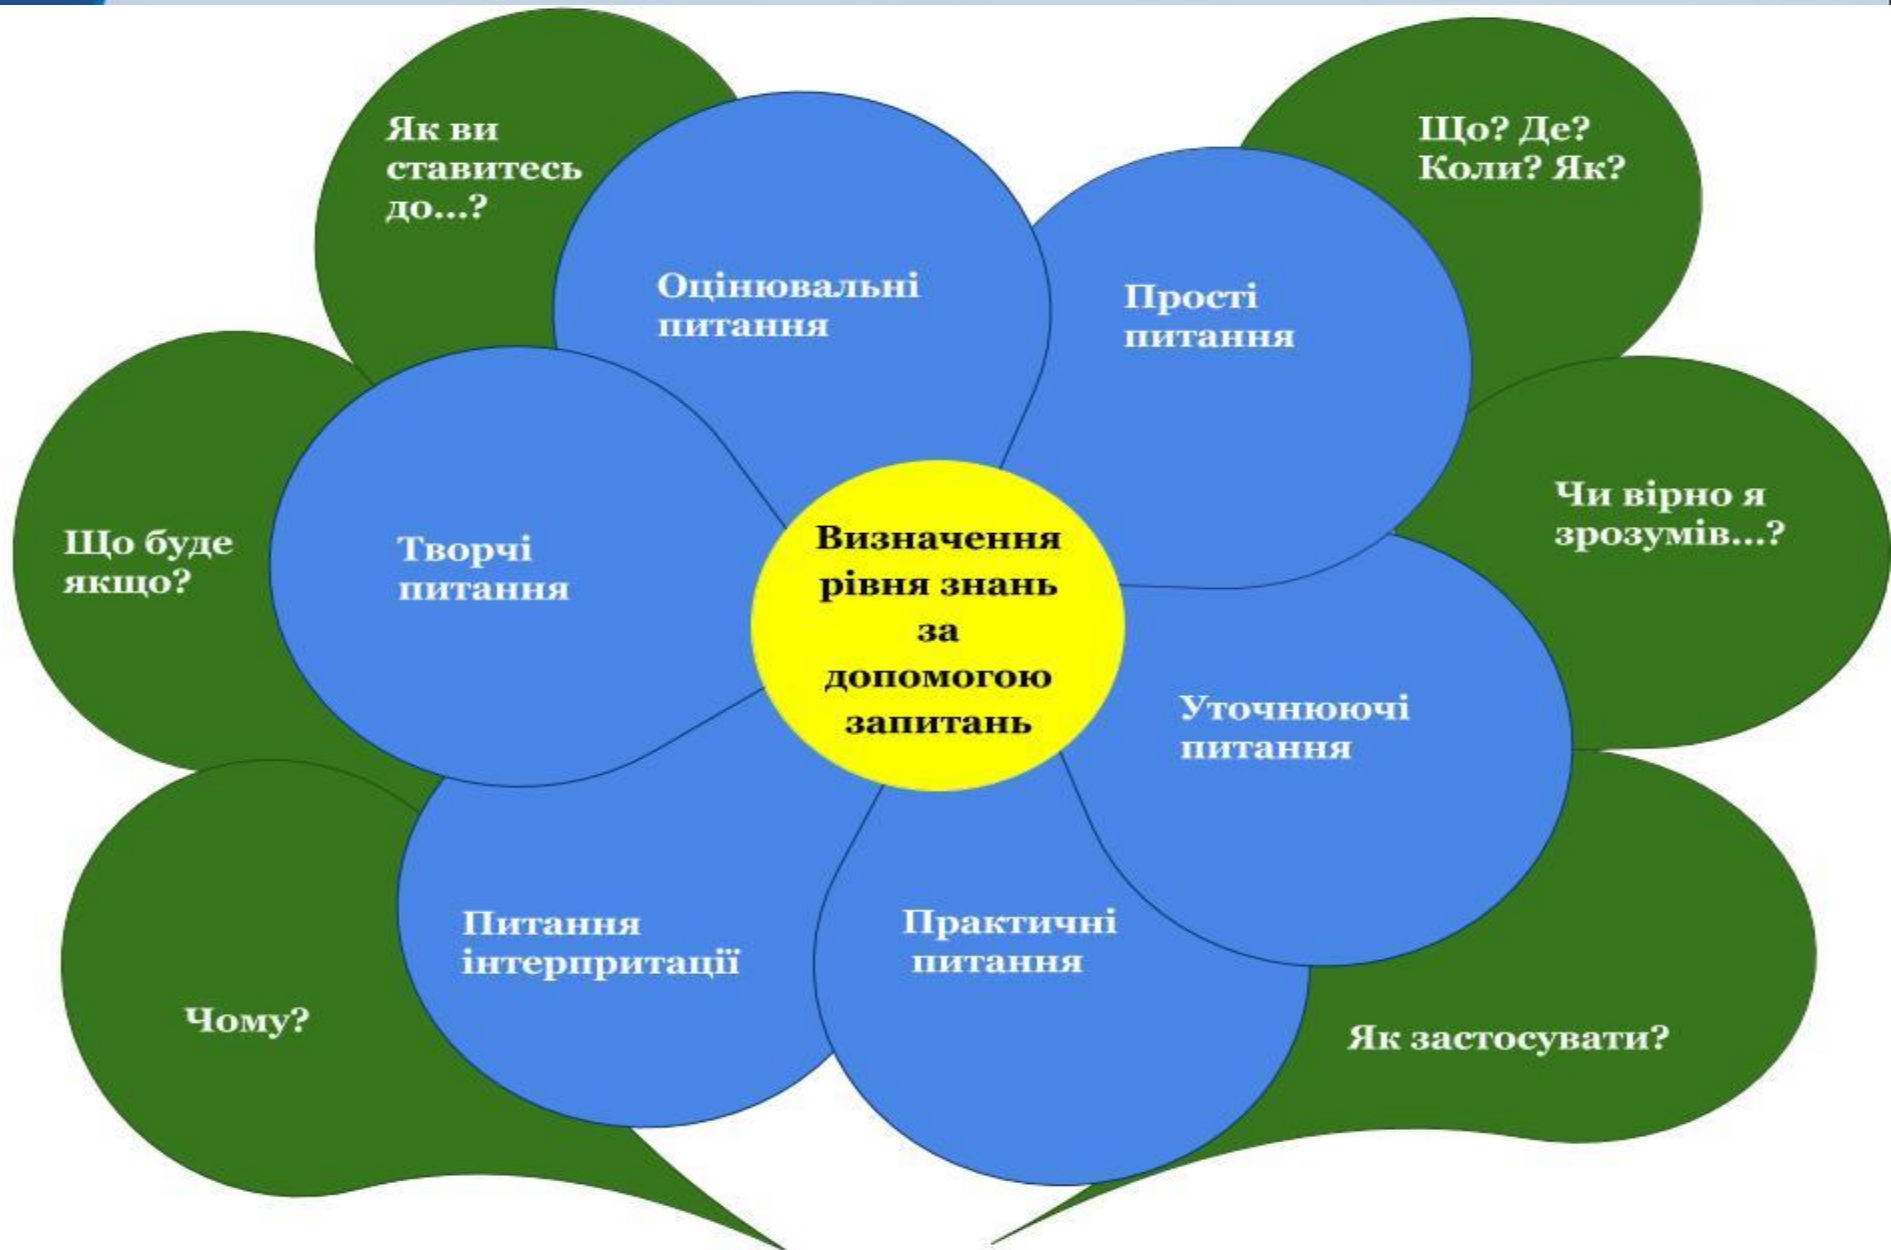 Як ви
ставитесь
до...?
Що? Де?
Коли? Як?
Оцінювальні
питання
Прості
питання
Чи вірно я
зрозумів...?
Що буде
якщо?
Творчі
питання
Визначення
рівня знань
за
допомогою
запитань
Уточнюючі
питання
Питання
інтерпритації
Практичні
питання
Чому?
Як застосувати?